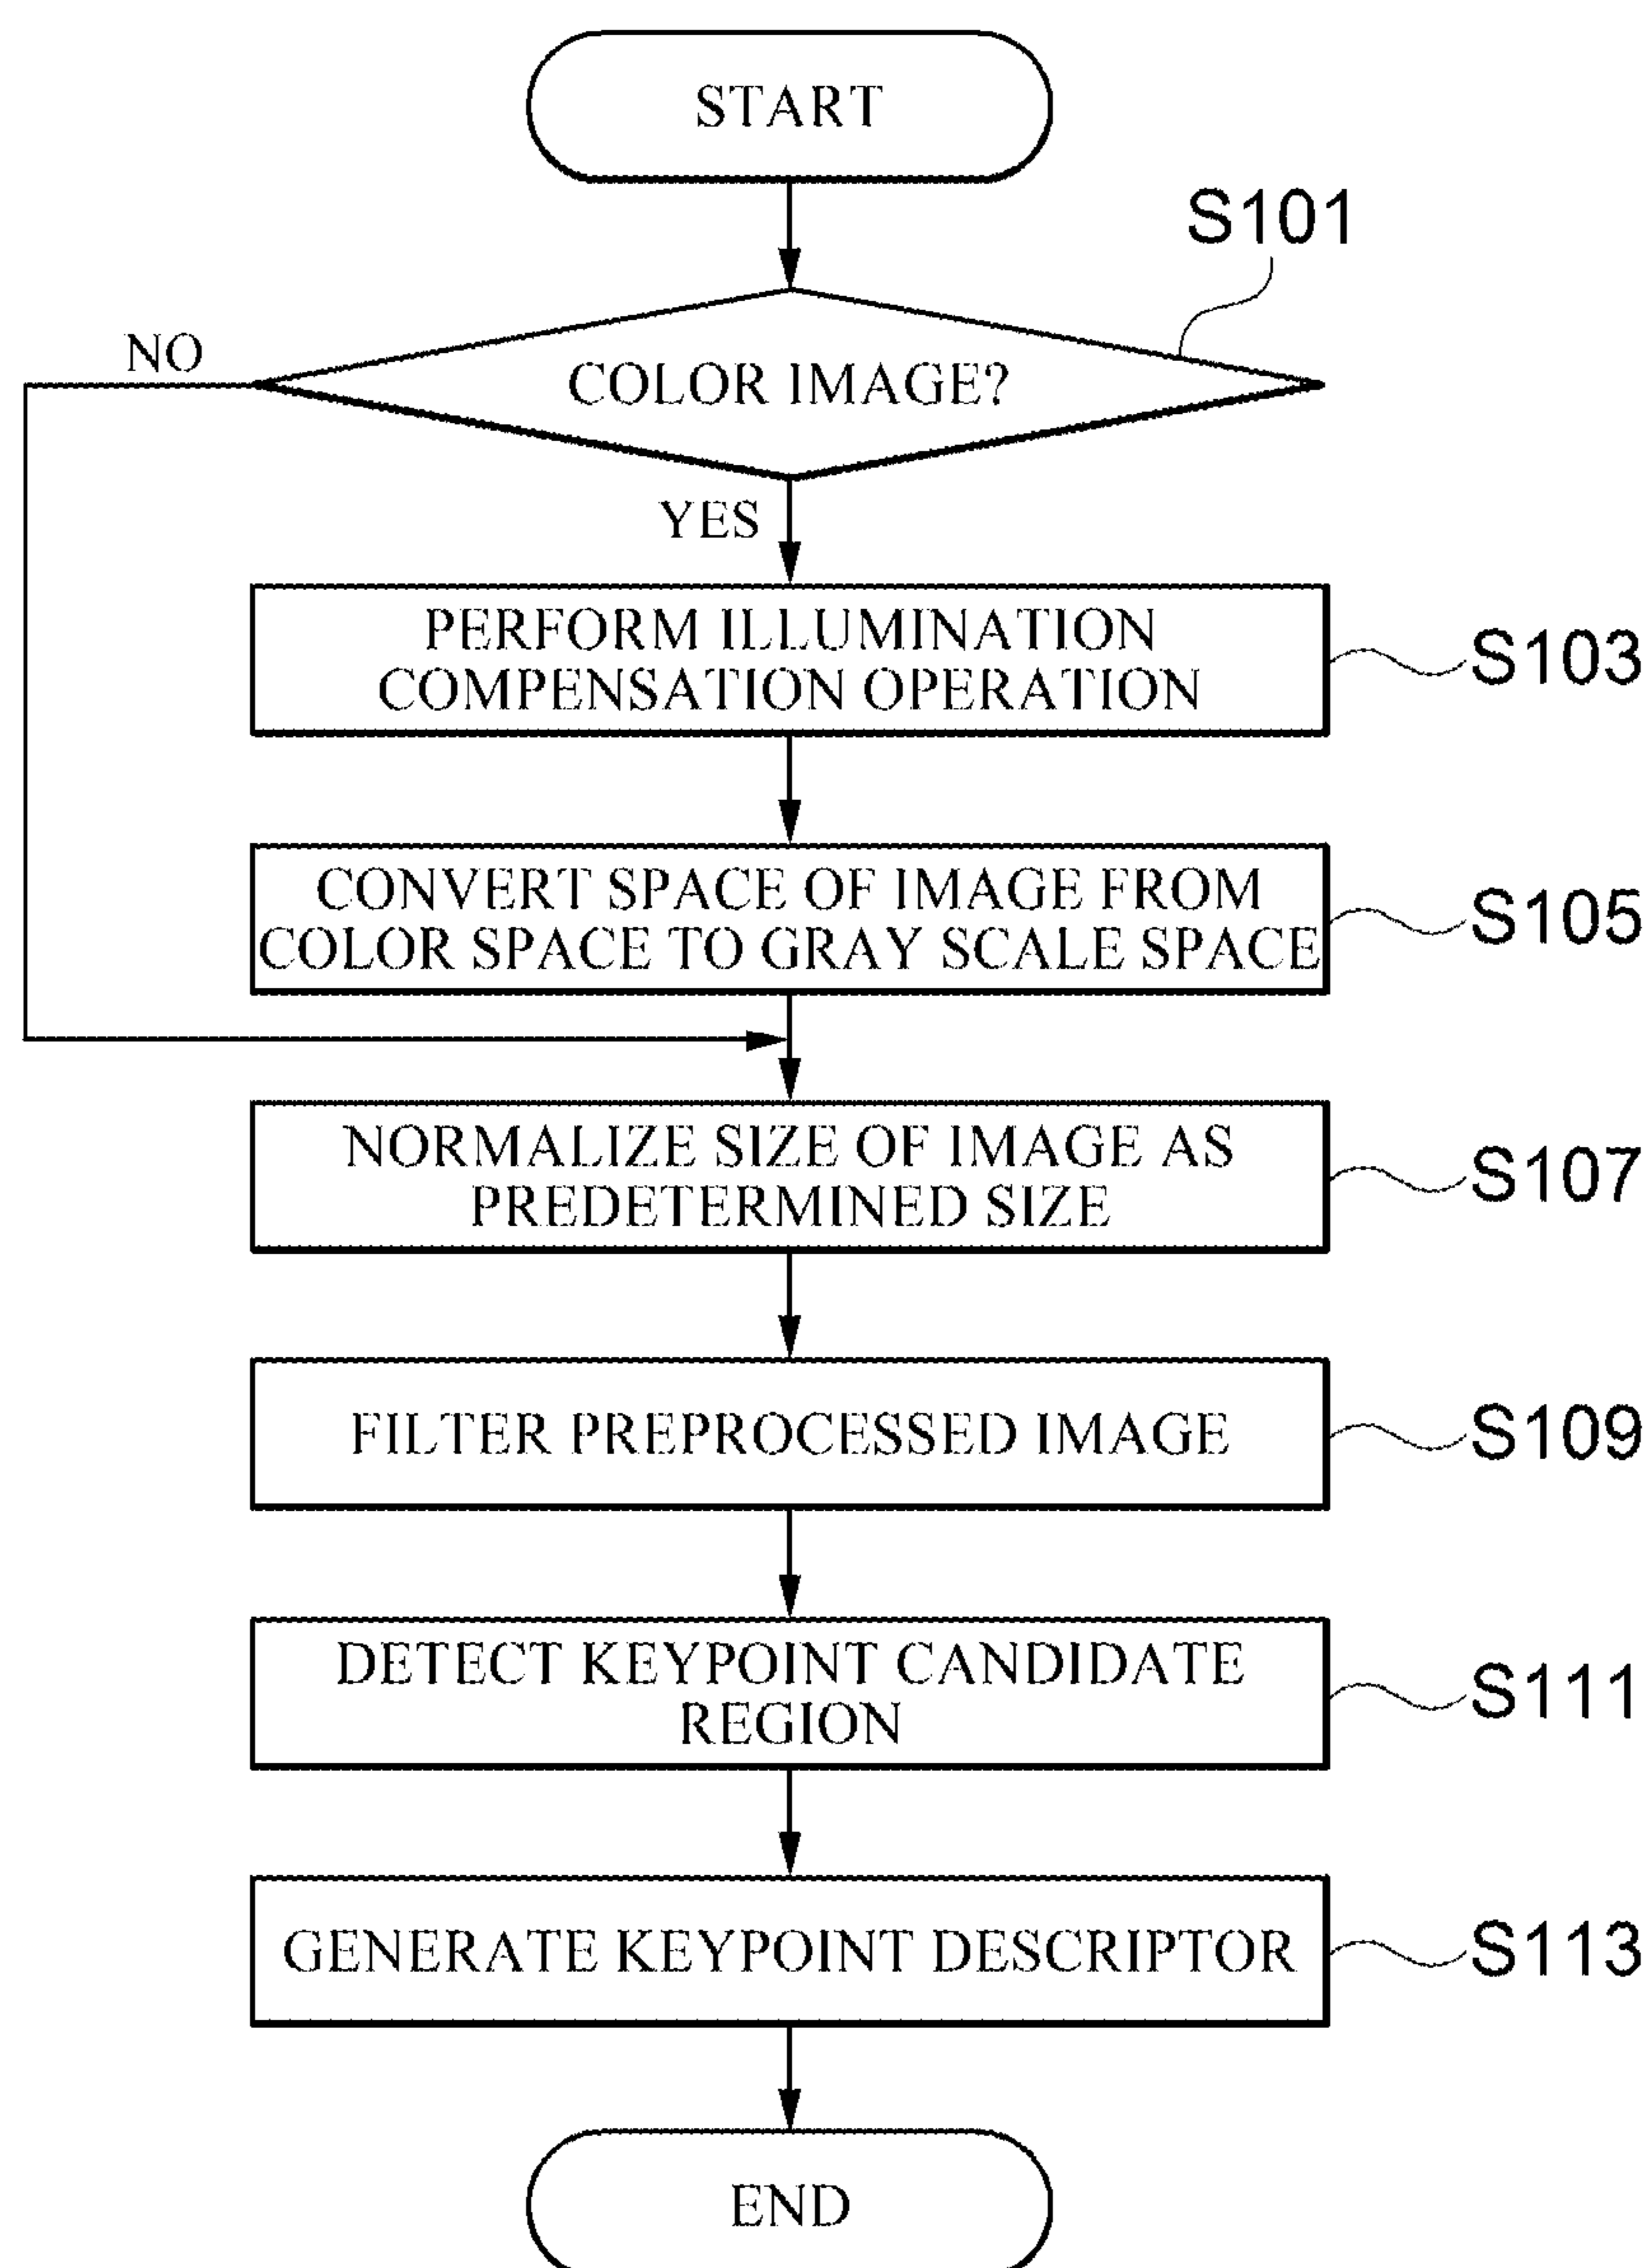 START
S101
NO
COLOR IMAGE?
YES
PERFORM ILLUMINATION
COMPENSATION OPERATION
S103
CONVERT SPACE OF IMAGE FROM
COLOR SPACE TO GRAY SCALE SPACE
S105
NORMALIZE SIZE OF IMAGE AS
PREDETERMINED SIZE
S107
FILTER PREPROCESSED IMAGE
S109
DETECT KEYPOINT CANDIDATE
REGION
S111
GENERATE KEYPOINT DESCRIPTOR
S113
END